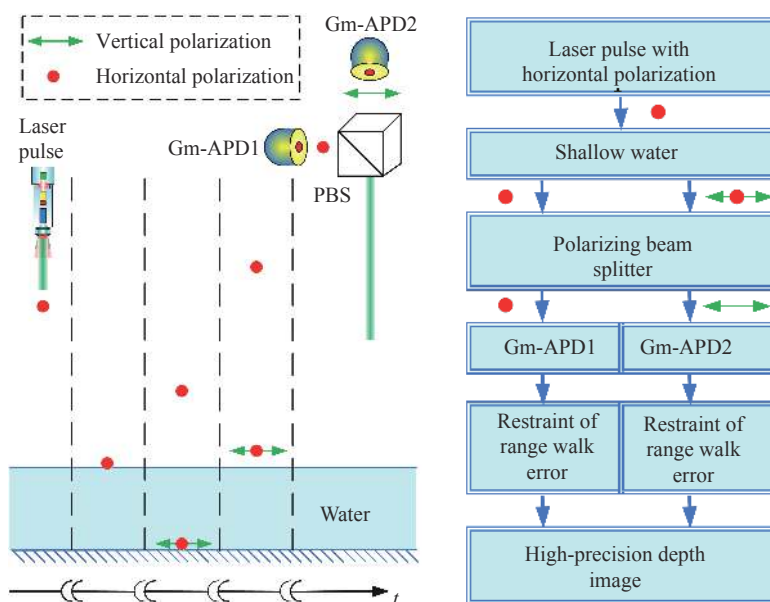 Vertical polarization
Horizontal polarization
Gm-APD2
Laser
pulse
Gm-APD1
PBS
Water
t
Laser pulse with
horizontal polarization
Shallow water
Polarizing beam
splitter
Gm-APD1
Gm-APD2
Restraint of
range walk
error
Restraint of
range walk
error
High-precision depth
image